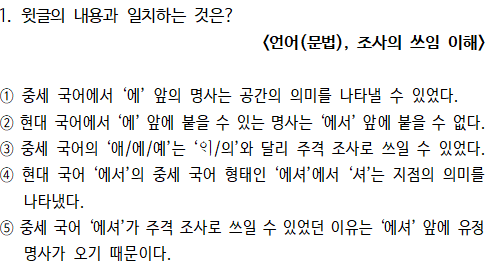 1. 윗글의 내용과 일치하는 것은?
<언어(문법), 조사의 쓰임 이해>
① 중세 국어에서 ‘에’ 앞의 명사는 공간의 의미를 나타낼 수 있었다.
② 현대 국어에서 ‘에’ 앞에 붙을 수 있는 명사는 ‘에서’ 앞에 붙을 수 없다.
③ 중세 국어의 ‘애/에/예’는 ‘ᄋᆡ/의’와 달리 주격 조사로 쓰일 수 있었다.
④ 현대 국어 ‘에서’의 중세 국어 형태인 ‘에셔’에서 ‘셔’는 지점의 의미를
나타냈다.
⑤ 중세 국어 ‘에셔’가 주격 조사로 쓰일 수 있었던 이유는 ‘에셔’ 앞에 유정
명사가 오기 때문이다.